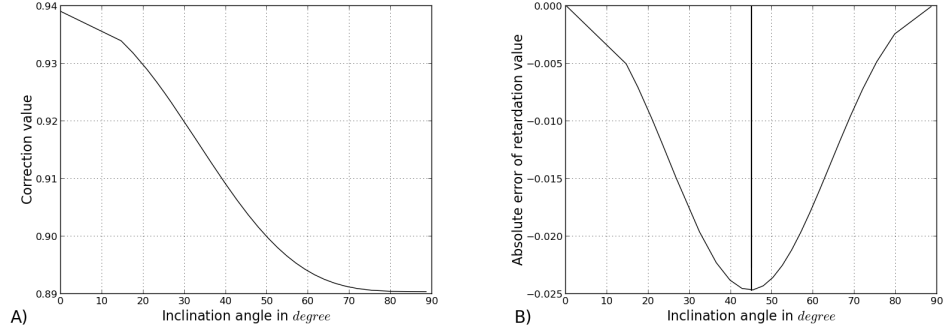 0.94
0.93
0.92
0.91
0.90
0.89
Correction value
0 10 20 30 40 50 60 70 80 90
Inclination angle in degree
A)
0.000
−0.005
−0.010
−0.015
−0.020
−0.025
Absolute error of retardation value
0 10 20 30 40 50 60 70 80 90
Inclination angle in degree
B)